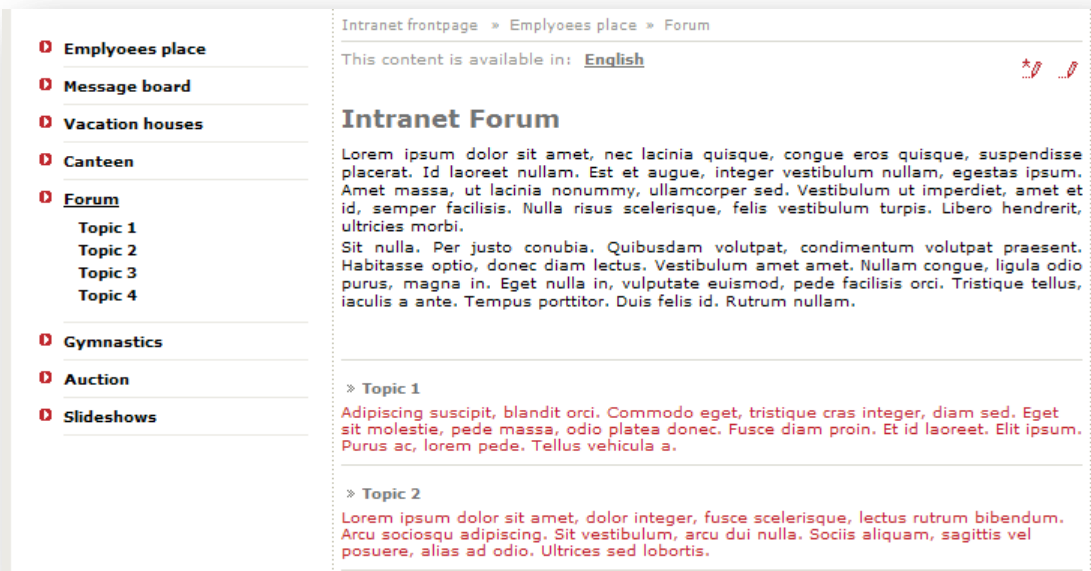 Emplyoees place
Message board
Vacation houses
Canteen
Forum
Topic 1
Topic 2
Topic 3
Topic 4
Gymnastics
Auction
Slideshows
Intranet frontpage » Emplyoees place » Forum
This content is available in: English
Intranet Forum
Lorem ipsum dolor sit amet, nec lacinia quisque, congue eros quisque, suspendisse
placerat. Id laoreet nullam. Est et augue, integer vestibulum nullam, egestas ipsum.
Amet massa, ut lacinia nonummy, ullamcorper sed. Vestibulum ut imperdiet, amet et
id, semper facilisis. Nulla risus scelerisque, felis vestibulum turpis. Libero hendrerit,
ultricies morbi.
Sit nulla. Per justo conubia. Quibusdam volutpat, condimentum volutpat praesent.
Habitasse optio, donec diam lectus. Vestibulum amet amet. Nullam congue, ligula odio
purus, magna in. Eget nulla in, vulputate euismod, pede facilisis orci. Tristique tellus,
iaculis a ante. Tempus porttitor. Duis felis id. Rutrum nullam.
» Topic 1
Adipiscing suscipit, blandit orci. Commodo eget, tristique cras integer, diam sed. Eget
sit molestie, pede massa, odio platea donec. Fusce diam proin. Et id laoreet. Elit ipsum.
Purus ac, lorem pede. Tellus vehicula a.
» Topic 2
Lorem ipsum dolor sit amet, dolor integer, fusce scelerisque, lectus rutrum bibendum.
Arcu sociosqu adipiscing. Sit vestibulum, arcu dui nulla. Sociis aliquam, sagittis vel
posuere, alias ad odio. Ultrices sed lobortis.